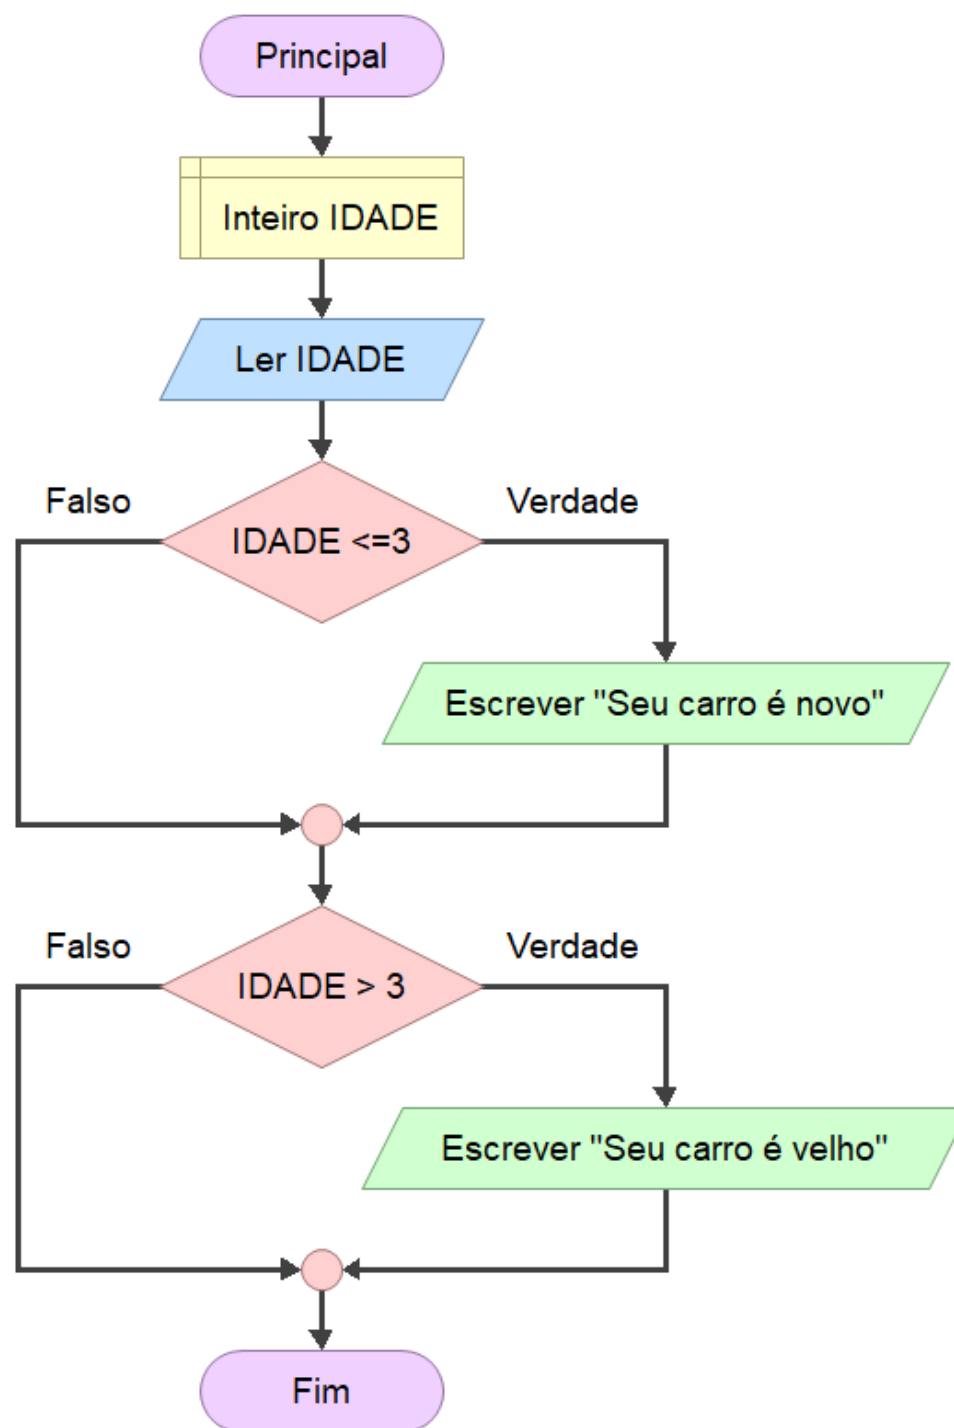 Principal
Inteiro IDADE
Ler IDADE
Falso
Verdade
IDADE <=3
Escrever "Seu carro é novo"
Falso
Verdade
IDADE > 3
Escrever "Seu carro é velho"
Fim